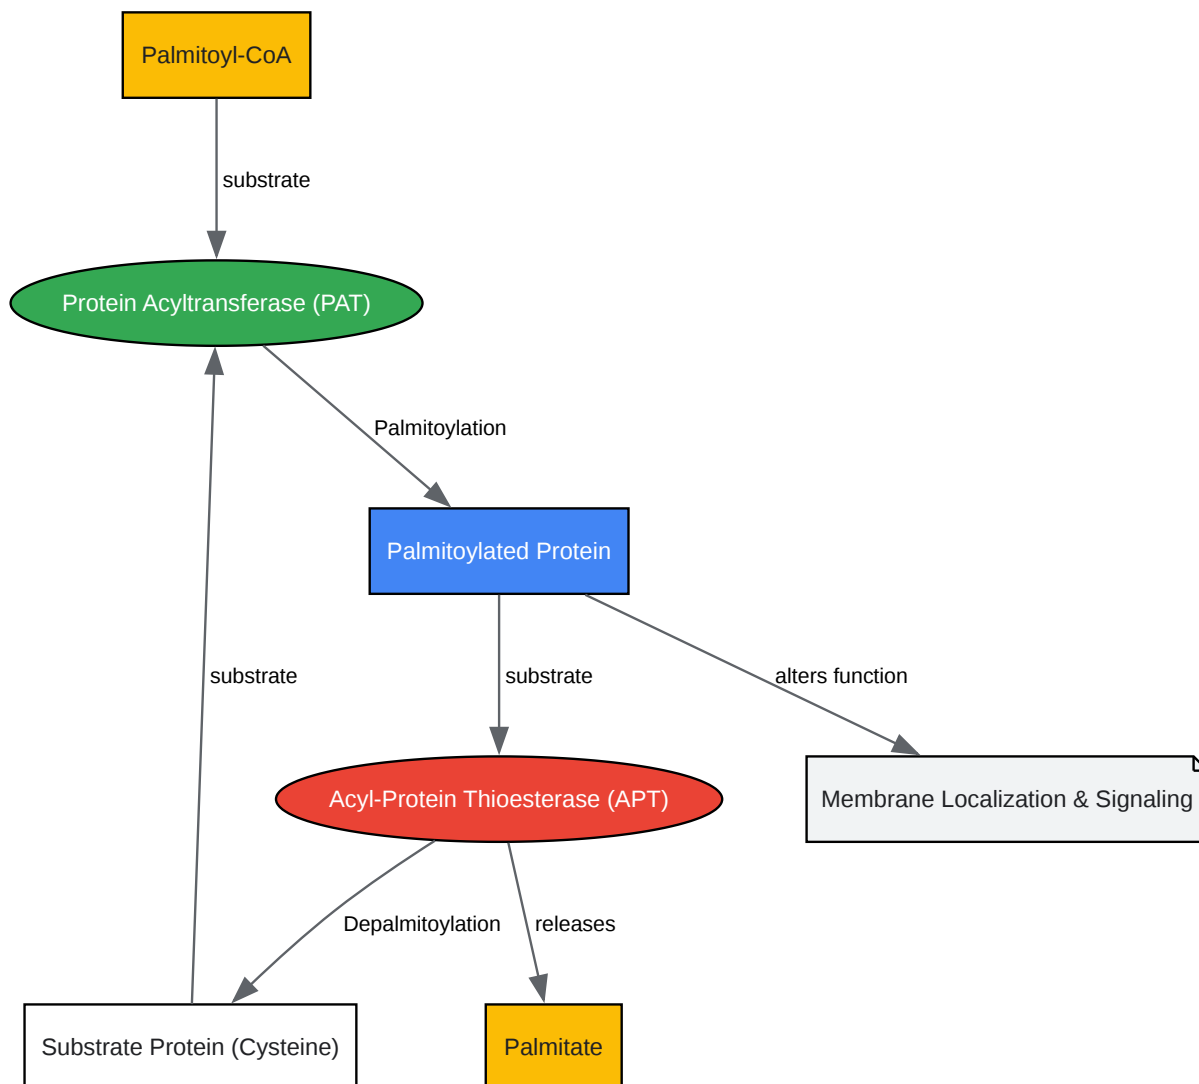 Palmitoyl-CoA
substrate
Protein Acyltransferase (PAT)
Palmitoylation
Palmitoylated Protein
substrate
substrate
alters function
Acyl-Protein Thioesterase (APT)
Membrane Localization & Signaling
Depalmitoylation
releases
Substrate Protein (Cysteine)
Palmitate